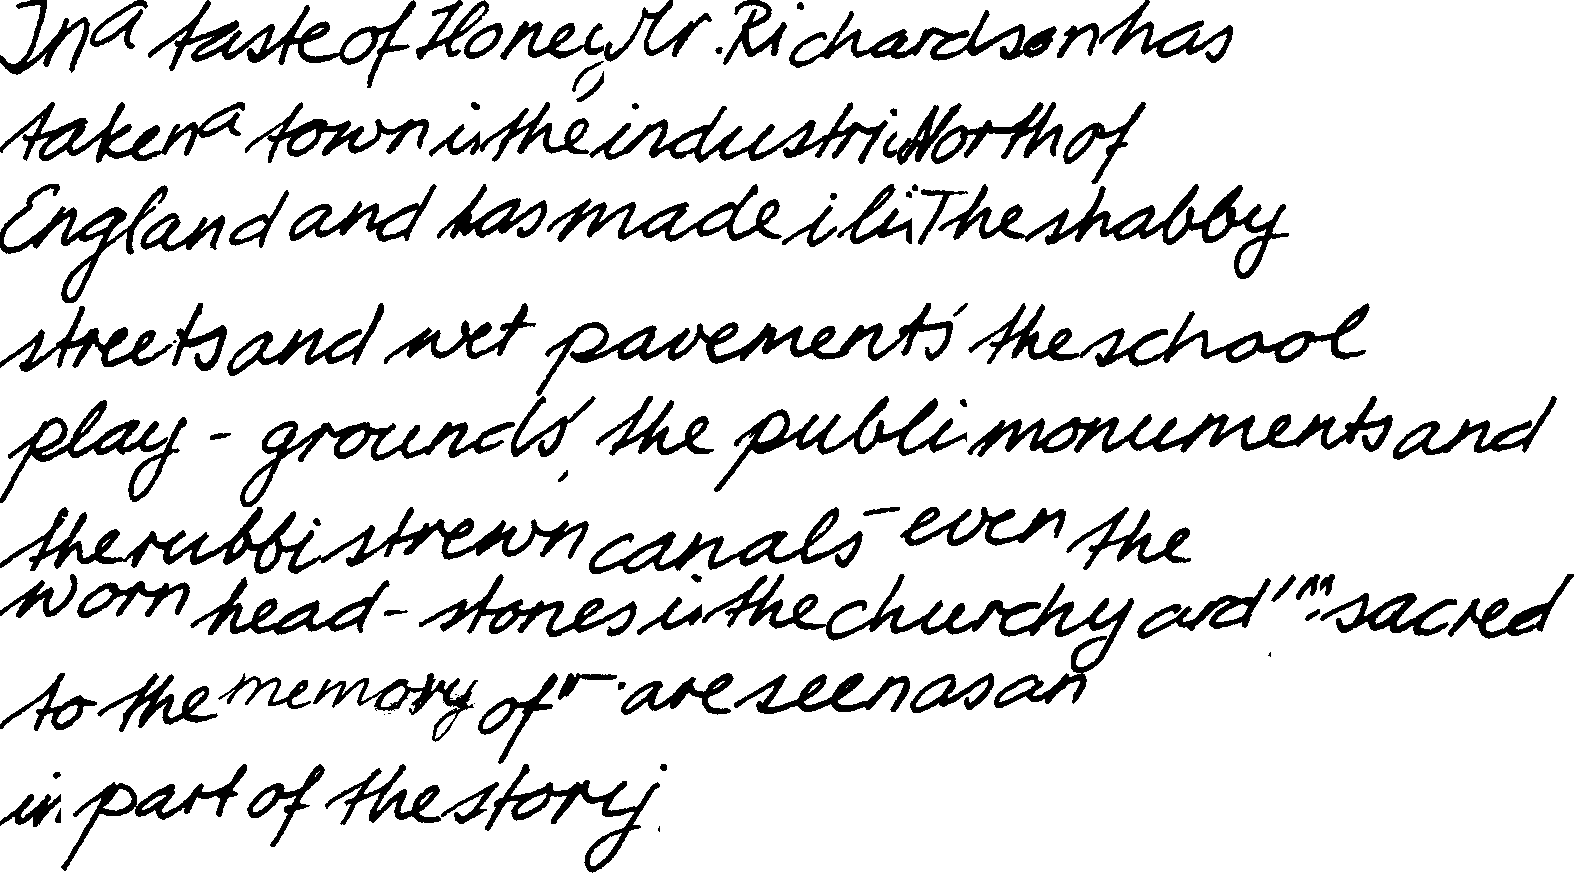 In a taste of Honey, Mr. Richardson has
taken a town in the industri North of
England and has made i li. The shabby
streets and wet pavements' the school
play - grounds', the publi monuments and
the rubbi strewn canals - even the
worn head - stones in the churchyard '"" sacred
to the memory of " - . are seen as an
in part of the story.